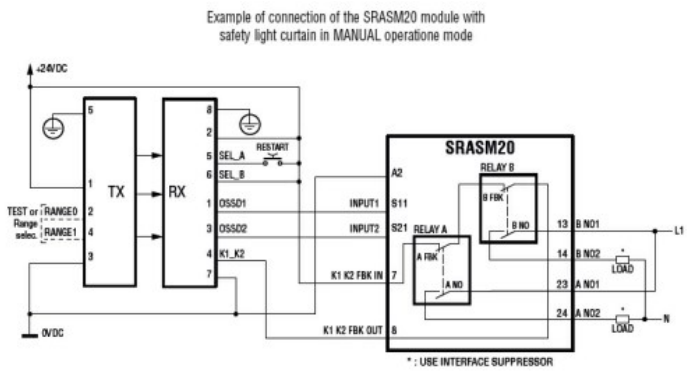 Example of connection of the SRASM20 module with
safety light curtain in MANUAL operatione mode
+24VDC
5
8
2
TX
RX
5 SEL_A
RESTART
6 SEL_B
1
1 OSSD1
TEST or
Range
selec.
RANGE0
2
RANGE1
4
3 OSSD2
3
4 K1_K2
7
0VDC
SRASM20
RELAY B
A2
B FBK
INPUT1 S11
INPUT2 S21
RELAY A
B NO
A FBK
13 B NO1
L1
14 B NO2
*
LOAD
K1 K2 FBK IN 7
A NO
23 A NO1
24 A NO2
*
LOAD
N
K1 K2 FBK OUT 8
* : USE INTERFACE SUPPRESSOR